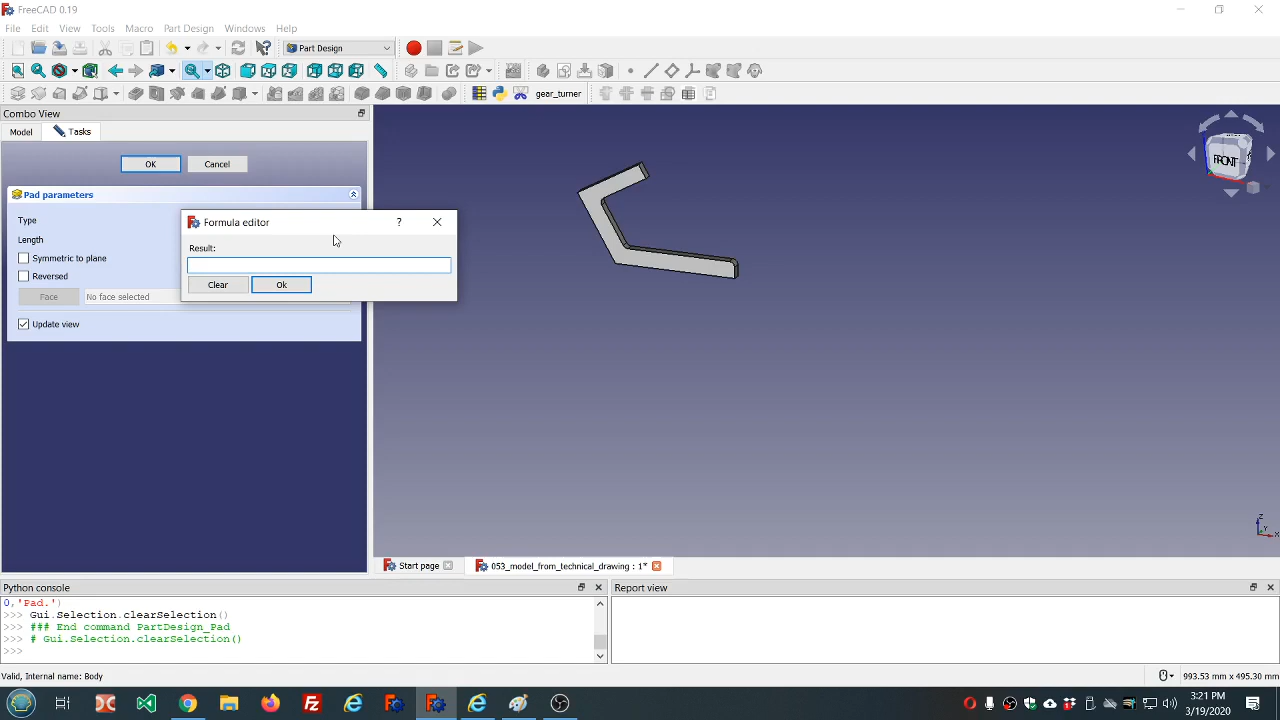 FreeCAD 0.19
File Edit View Tools Macro Part Design Windows Help
Part Design
gear_turner
Combo View
Model Tasks
OK Cancel
Pad parameters
Type
Length
Symmetric to plane
Reversed
Face No face selected
Update view
Formula editor ?
Result:
Clear Ok
FRONT
Z
Y
X
Start page 053_model_from_technical_drawing : 1*
Python console
0,'Pad.')
>>> Gui.Selection.clearSelection()
>>> ### End command PartDesign_Pad
>>> # Gui.Selection.clearSelection()
>>>
Report view
Valid, Internal name: Body
993.53 mm x 495.30 mm
3:21 PM
3/19/2020